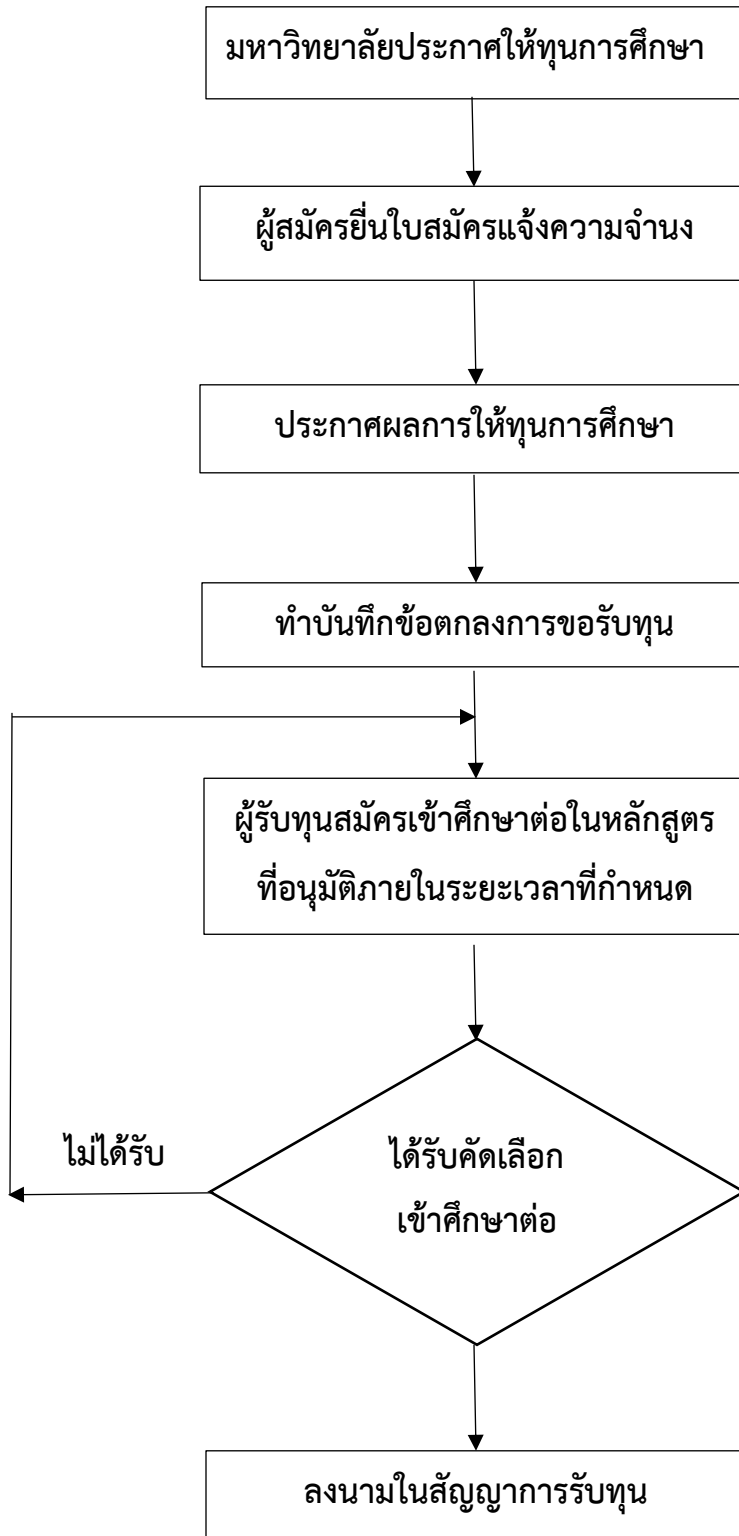 มหาวิทยาลัยประกาศให้ทุนการศึกษา
ผู้สมัครยื่นใบสมัครแจ้งความจำนง
ประกาศผลการให้ทุนการศึกษา
ทำบันทึกข้อตกลงการขอรับทุน
ผู้รับทุนสมัครเข้าศึกษาต่อในหลักสูตร
ที่อนุมัติภายในระยะเวลาที่กำหนด
ไม่ได้รับ
ได้รับคัดเลือก
เข้าศึกษาต่อ
ลงนามในสัญญาการรับทุน